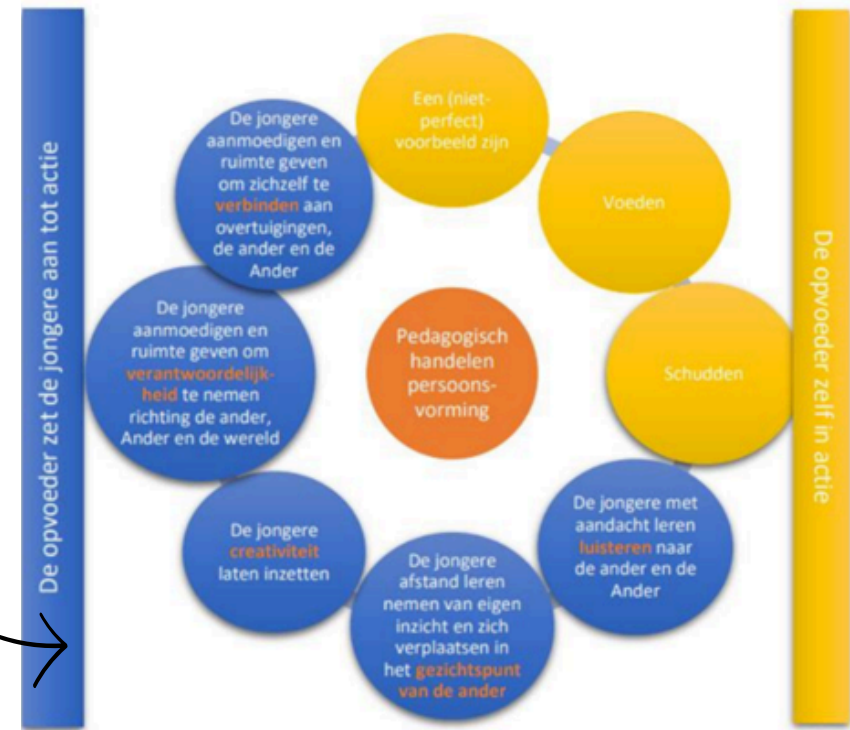 De opvoeder zet de jongere aan tot actie
Een (niet-
perfect)
voorbeeld zijn
Voeden
Schudden
De jongere met
aandacht leren
luisteren naar
de ander en de
Ander
De jongere
afstand leren
nemen van eigen
inzicht en zich
verplaatsen in
het gezichtspunt
van de ander
De jongere
creativiteit
laten inzetten
De jongere
aanmoedigen en
ruimte geven om
verantwoordelijk-
heid te nemen
richting de ander,
Ander en de wereld
De jongere
aanmoedigen en
ruimte geven
om zichzelf te
verbinden aan
overtuigingen,
de ander en de
Ander
Pedagogisch
handelen
persoons-
vorming
De opvoeder zelf in actie